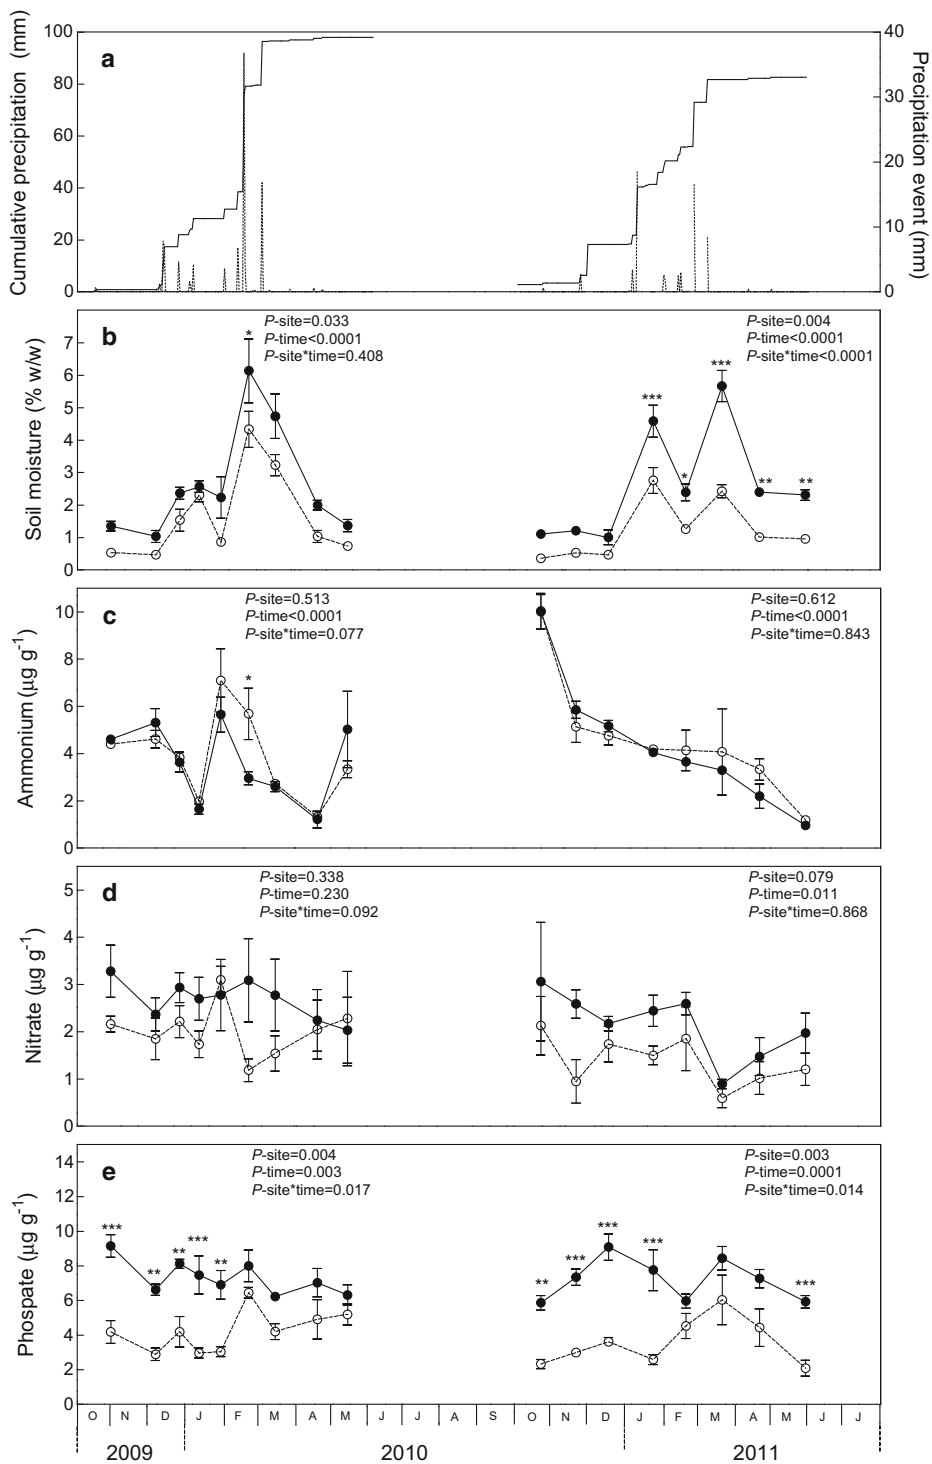 a
Cumulative precipitation (mm)
100
80
60
40
20
0
Precipitation event (mm)
40
30
20
10
0
b
Soil moisture (% w/w)
7
6
5
4
3
2
1
0
P-site=0.033
P-time<0.0001
P-site*time=0.408
*
P-site=0.004
P-time<0.0001
P-site*time<0.0001
***
*
***
**
**
c
Ammonium (µg g-1)
10
8
6
4
2
0
P-site=0.513
P-time<0.0001
P-site*time=0.077
*
P-site=0.612
P-time<0.0001
P-site*time=0.843
d
Nitrate (µg g-1)
5
4
3
2
1
0
P-site=0.338
P-time=0.230
P-site*time=0.092
P-site=0.079
P-time=0.011
P-site*time=0.868
e
Phospate (µg g-1)
14
12
10
8
6
4
2
0
P-site=0.004
P-time=0.003
P-site*time=0.017
***
**
**
***
**
P-site=0.003
P-time=0.0001
P-site*time=0.014
**
***
***
***
***
O N D J F M A M J J A S O N D J F M A M J J
2009 2010 2011